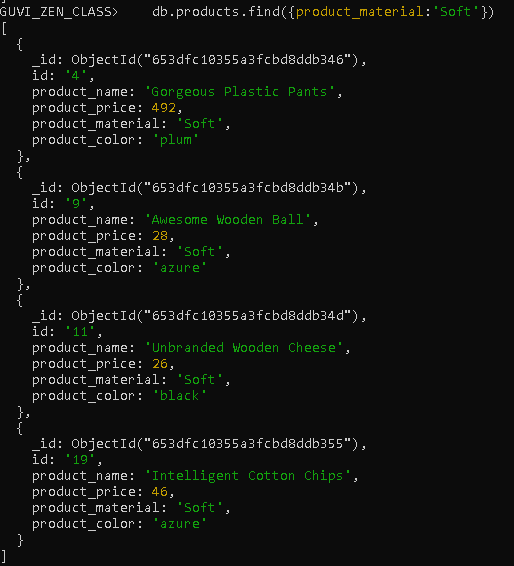 GUVI_ZEN_CLASS> db.products.find({product_material:'Soft'})
[
  {
    _id: ObjectId("653dfc10355a3fcbd8ddb346"),
    id: '4',
    product_name: 'Gorgeous Plastic Pants',
    product_price: 492,
    product_material: 'Soft',
    product_color: 'plum'
  },
  {
    _id: ObjectId("653dfc10355a3fcbd8ddb34b"),
    id: '9',
    product_name: 'Awesome Wooden Ball',
    product_price: 28,
    product_material: 'Soft',
    product_color: 'azure'
  },
  {
    _id: ObjectId("653dfc10355a3fcbd8ddb34d"),
    id: '11',
    product_name: 'Unbranded Wooden Cheese',
    product_price: 26,
    product_material: 'Soft',
    product_color: 'black'
  },
  {
    _id: ObjectId("653dfc10355a3fcbd8ddb355"),
    id: '19',
    product_name: 'Intelligent Cotton Chips',
    product_price: 46,
    product_material: 'Soft',
    product_color: 'azure'
  }
]